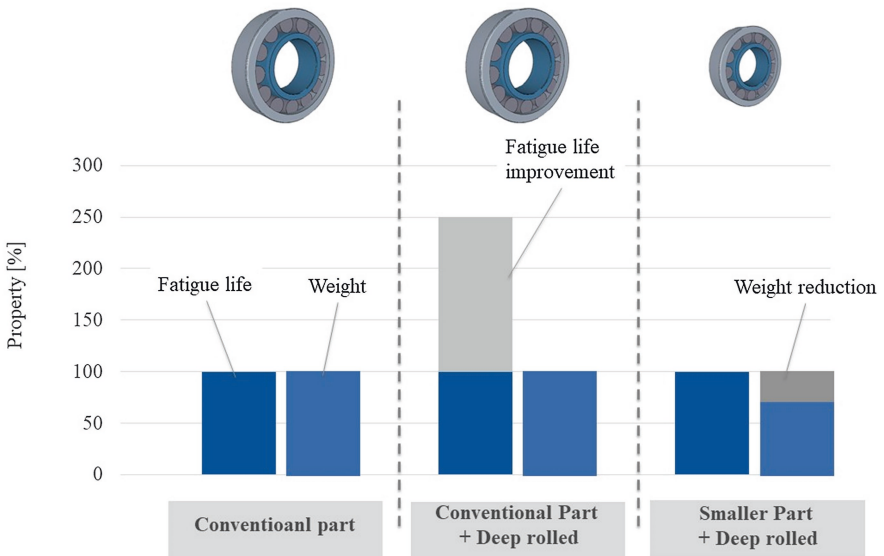 Property [%]
300
250
200
150
100
50
0
Fatigue life
Weight
Fatigue life
improvement
Weight reduction
Conventioanl part
Conventional Part
+ Deep rolled
Smaller Part
+ Deep rolled